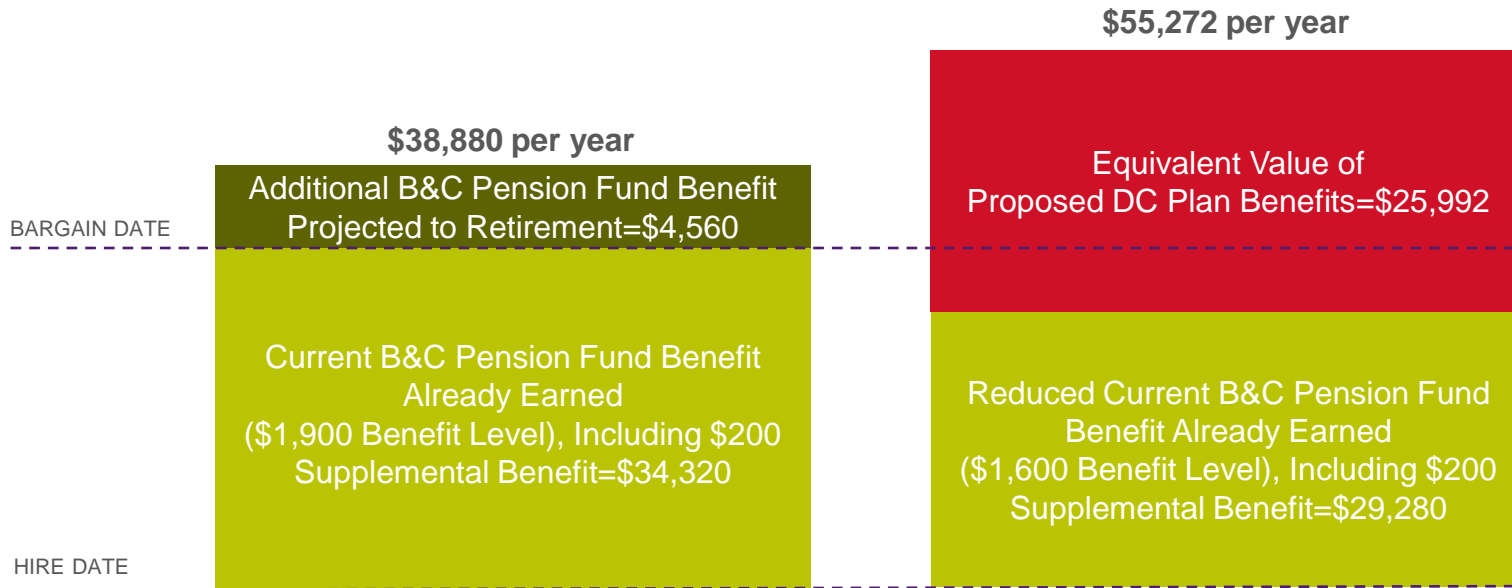 $55,272 per year
$38,880 per year
Additional B&C Pension Fund Benefit
Projected to Retirement=$4,560
Equivalent Value of
Proposed DC Plan Benefits=$25,992
BARGAIN DATE
Current B&C Pension Fund Benefit
Already Earned
($1,900 Benefit Level), Including $200
Supplemental Benefit=$34,320
Reduced Current B&C Pension Fund
Benefit Already Earned
($1,600 Benefit Level), Including $200
Supplemental Benefit=$29,280
HIRE DATE